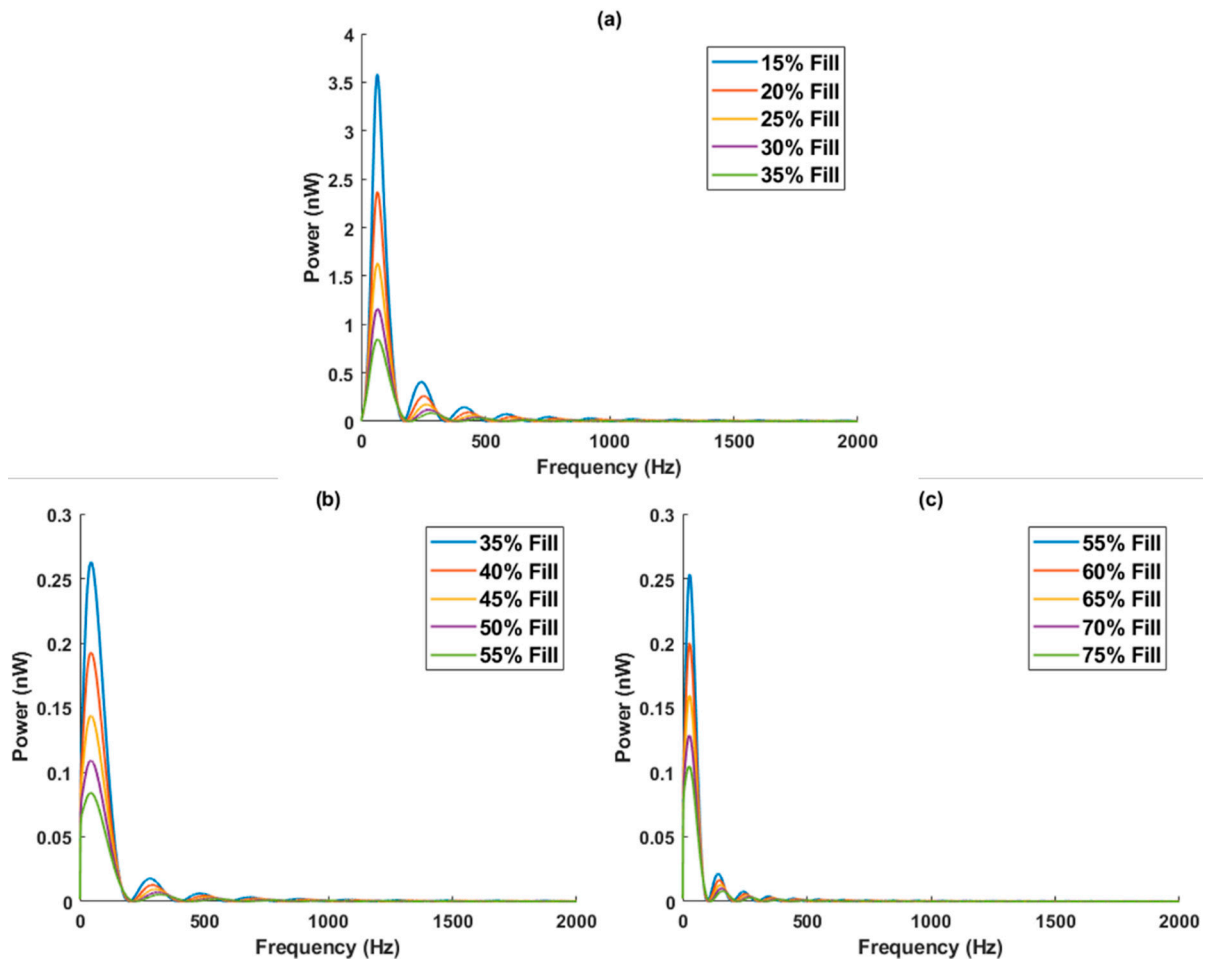 (a)
4
3.5
3
2.5
2
1.5
1
0.5
0
Power (nW)
0 500 1000 1500 2000
Frequency (Hz)
15% Fill
20% Fill
25% Fill
30% Fill
35% Fill
(b)
0.3
0.25
0.2
0.15
0.1
0.05
0
Power (nW)
0 500 1000 1500 2000
Frequency (Hz)
35% Fill
40% Fill
45% Fill
50% Fill
55% Fill
(c)
0.3
0.25
0.2
0.15
0.1
0.05
0
Power (nW)
0 500 1000 1500 2000
Frequency (Hz)
55% Fill
60% Fill
65% Fill
70% Fill
75% Fill